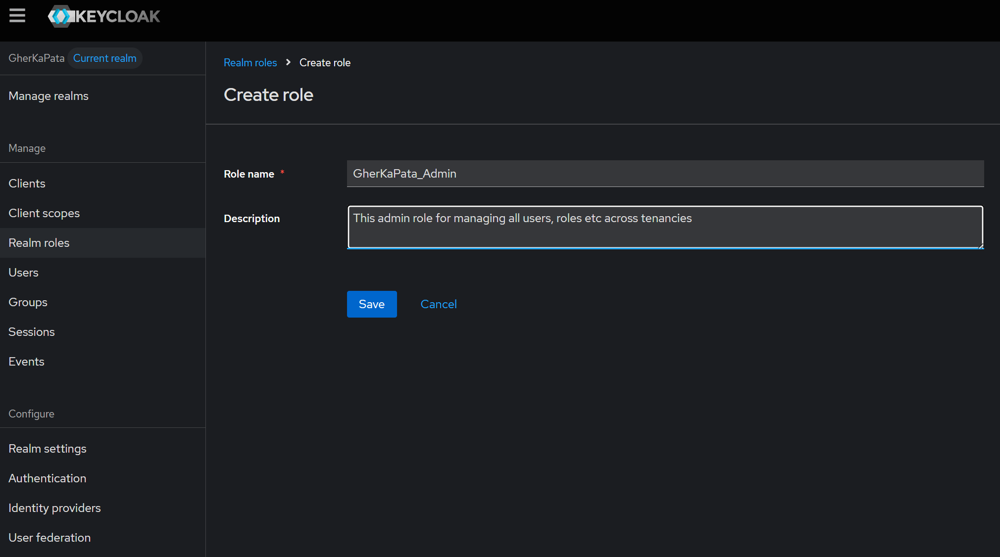 KEYCLOAK
GherKaPata Current realm
Manage realms
Manage
Clients
Client scopes
Realm roles
Users
Groups
Sessions
Events
Configure
Realm settings
Authentication
Identity providers
User federation
Realm roles > Create role
Create role
Role name * GherKaPata_Admin
Description This admin role for managing all users, roles etc across tenancies
Save Cancel